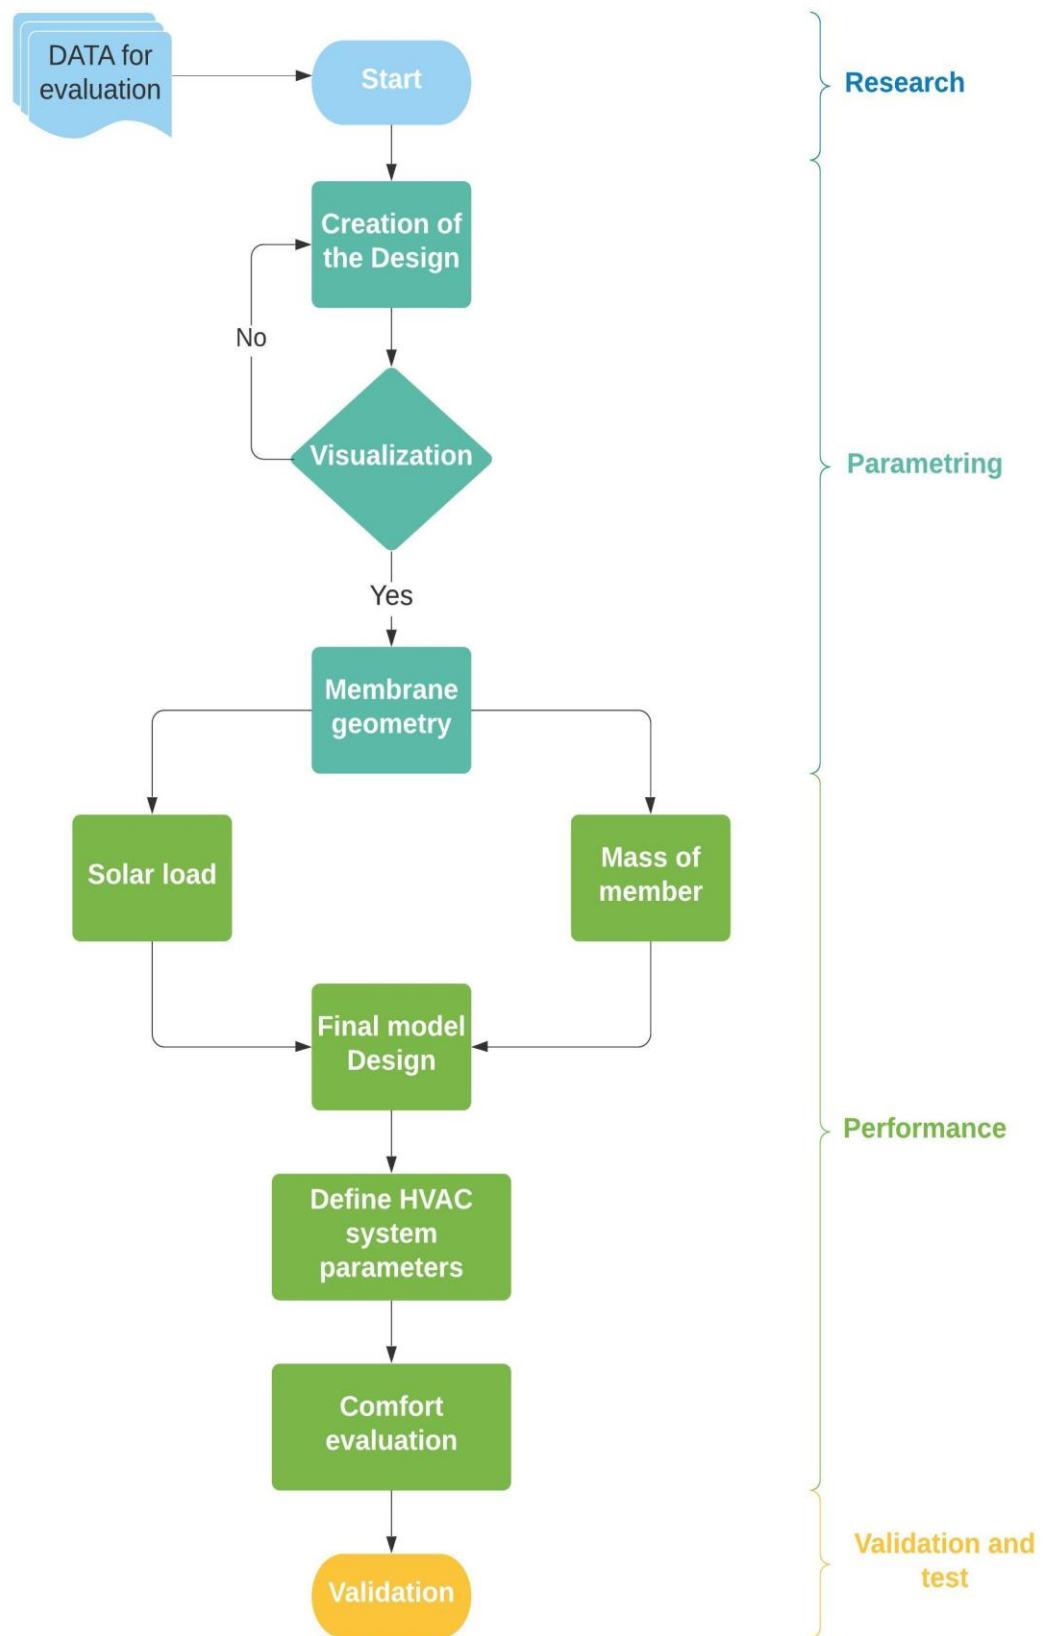 DATA for
evaluation
Start
Research
Creation of
the Design
No
Visualization
Parametring
Yes
Membrane
geometry
Solar load
Mass of
member
Final model
Design
Performance
Define HVAC
system
parameters
Comfort
evaluation
Validation and
test
Validation